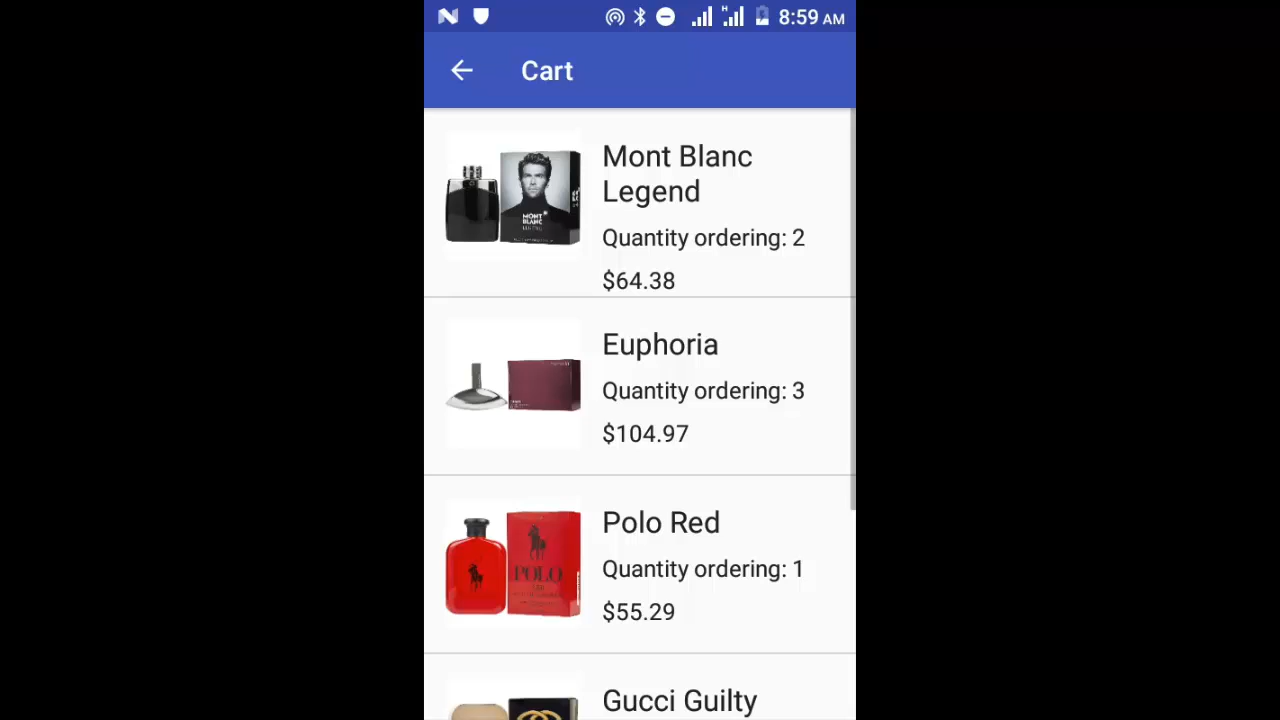 8:59 AM
Cart
Mont Blanc
Legend
Quantity ordering: 2
$64.38
MONT
BLANC
Euphoria
Quantity ordering: 3
$104.97
Polo Red
Quantity ordering: 1
$55.29
POLO
Gucci Guilty